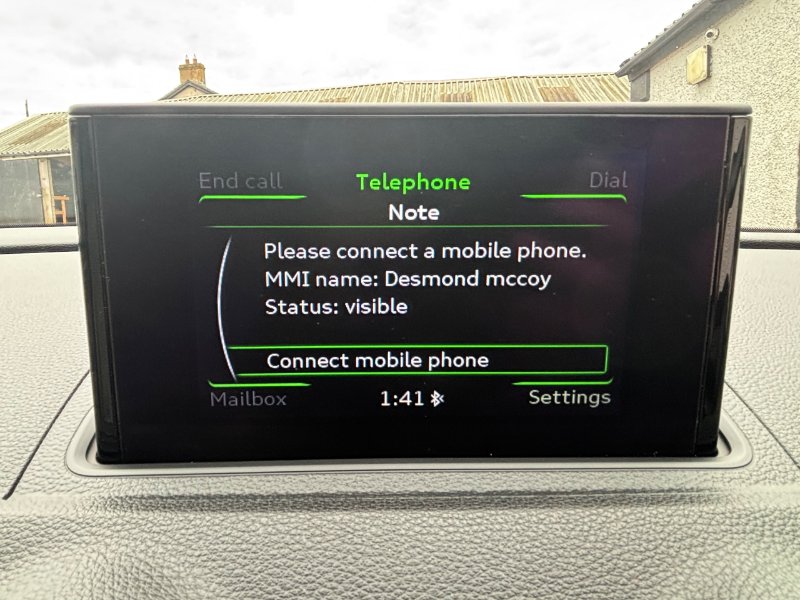 End call Telephone Dial
Note
Please connect a mobile phone.
MMI name: Desmond mccoy
Status: visible
Connect mobile phone
Mailbox 1:41 Settings